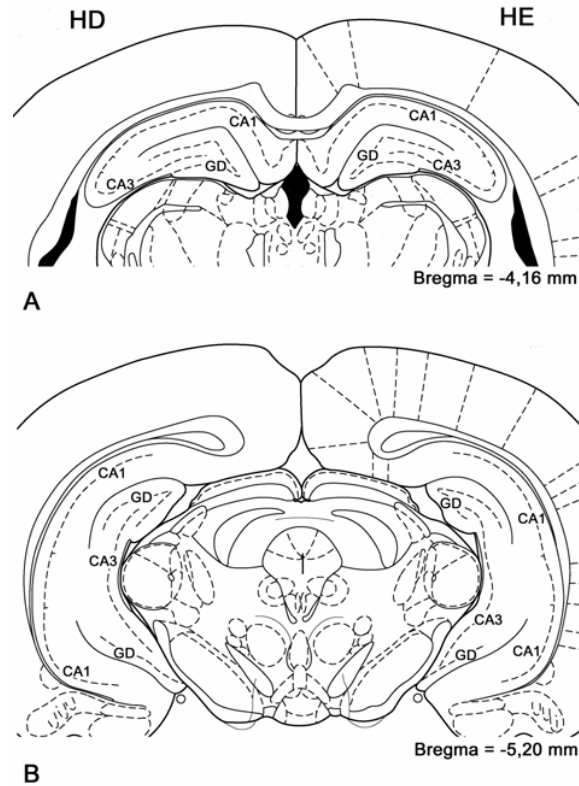 HD HE
CA1 CA1
GD GD
CA3 CA3
Bregma = -4,16 mm
A
CA1
GD GD
CA1
CA3
CA3
GD GD
CA1 CA1
Bregma = -5,20 mm
B